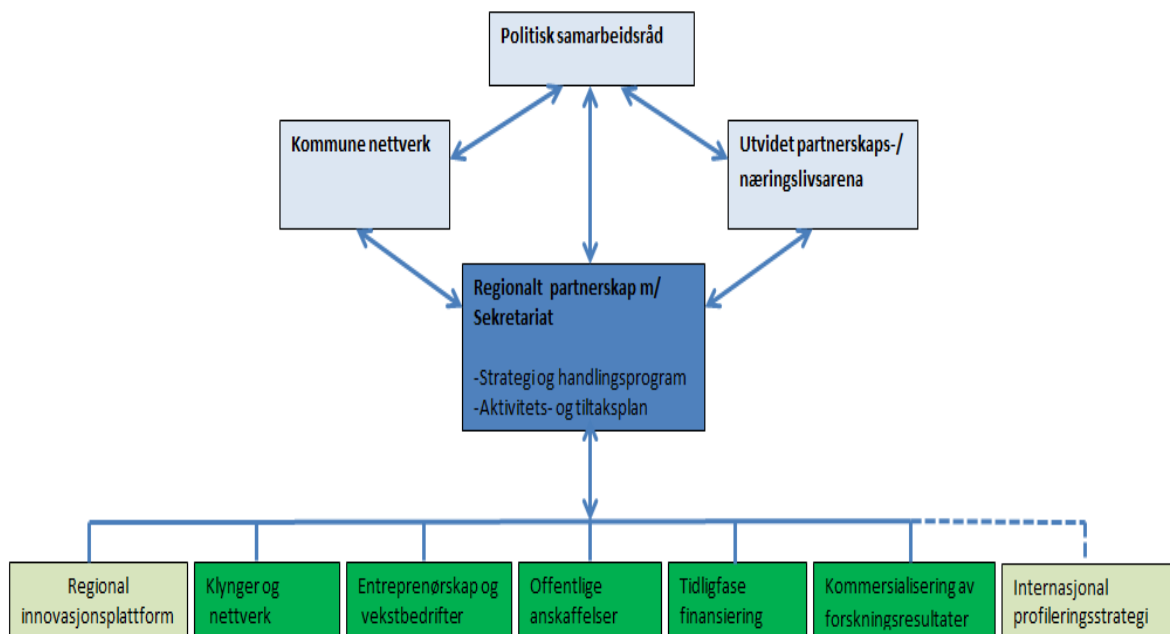 Politisk samarbeidsråd
Kommune nettverk
Utvidet partnerskaps-/
næringslivsarena
Regionalt partnerskap m/
Sekretariat
-Strategi og handlingsprogram
-Aktivitets- og tiltaksplan
Regional
innovasjonsplattform
Klynger og
nettverk
Entreprenørskap og
vekstbedrifter
Offentlige
anskaffelser
Tidligfase
finansiering
Kommersialisering av
forskningsresultater
Internasjonal
profileringsstrategi